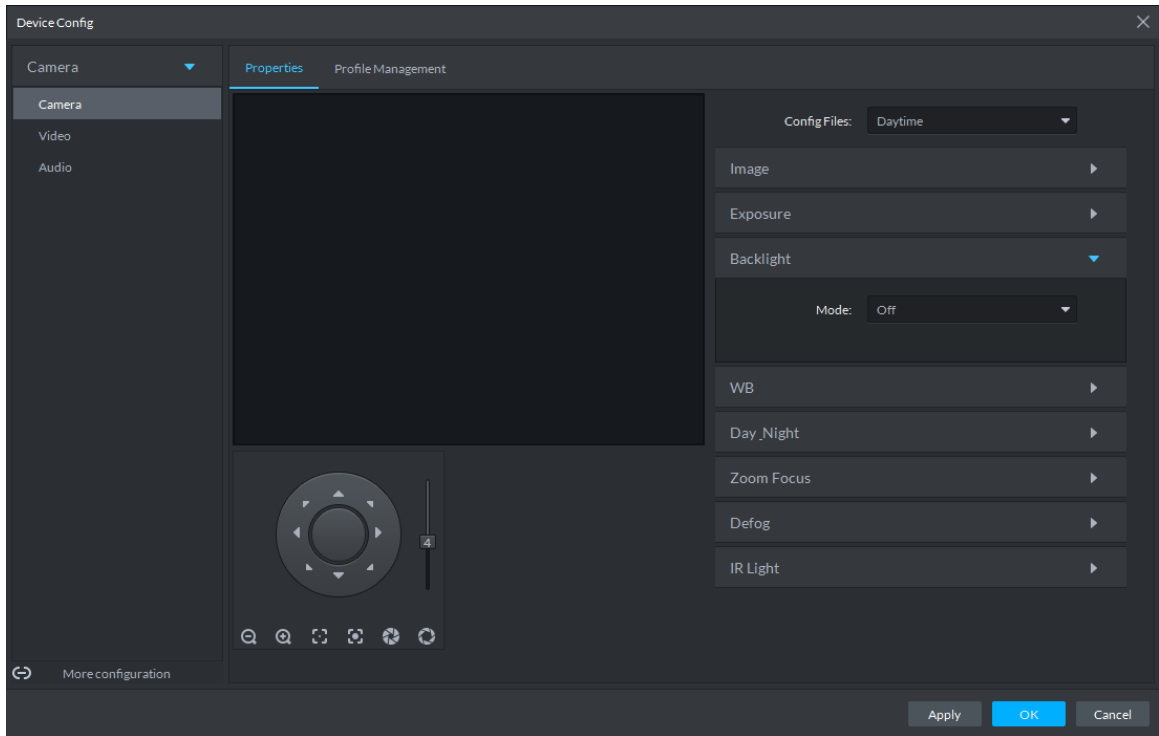 Device Config
Camera
Camera
Video
Audio
Properties
Profile Management
Config Files:
Daytime
Image
Exposure
Backlight
Mode:
Off
WB
Day_Night
Zoom Focus
Defog
IR Light
4
More configuration
Apply
OK
Cancel